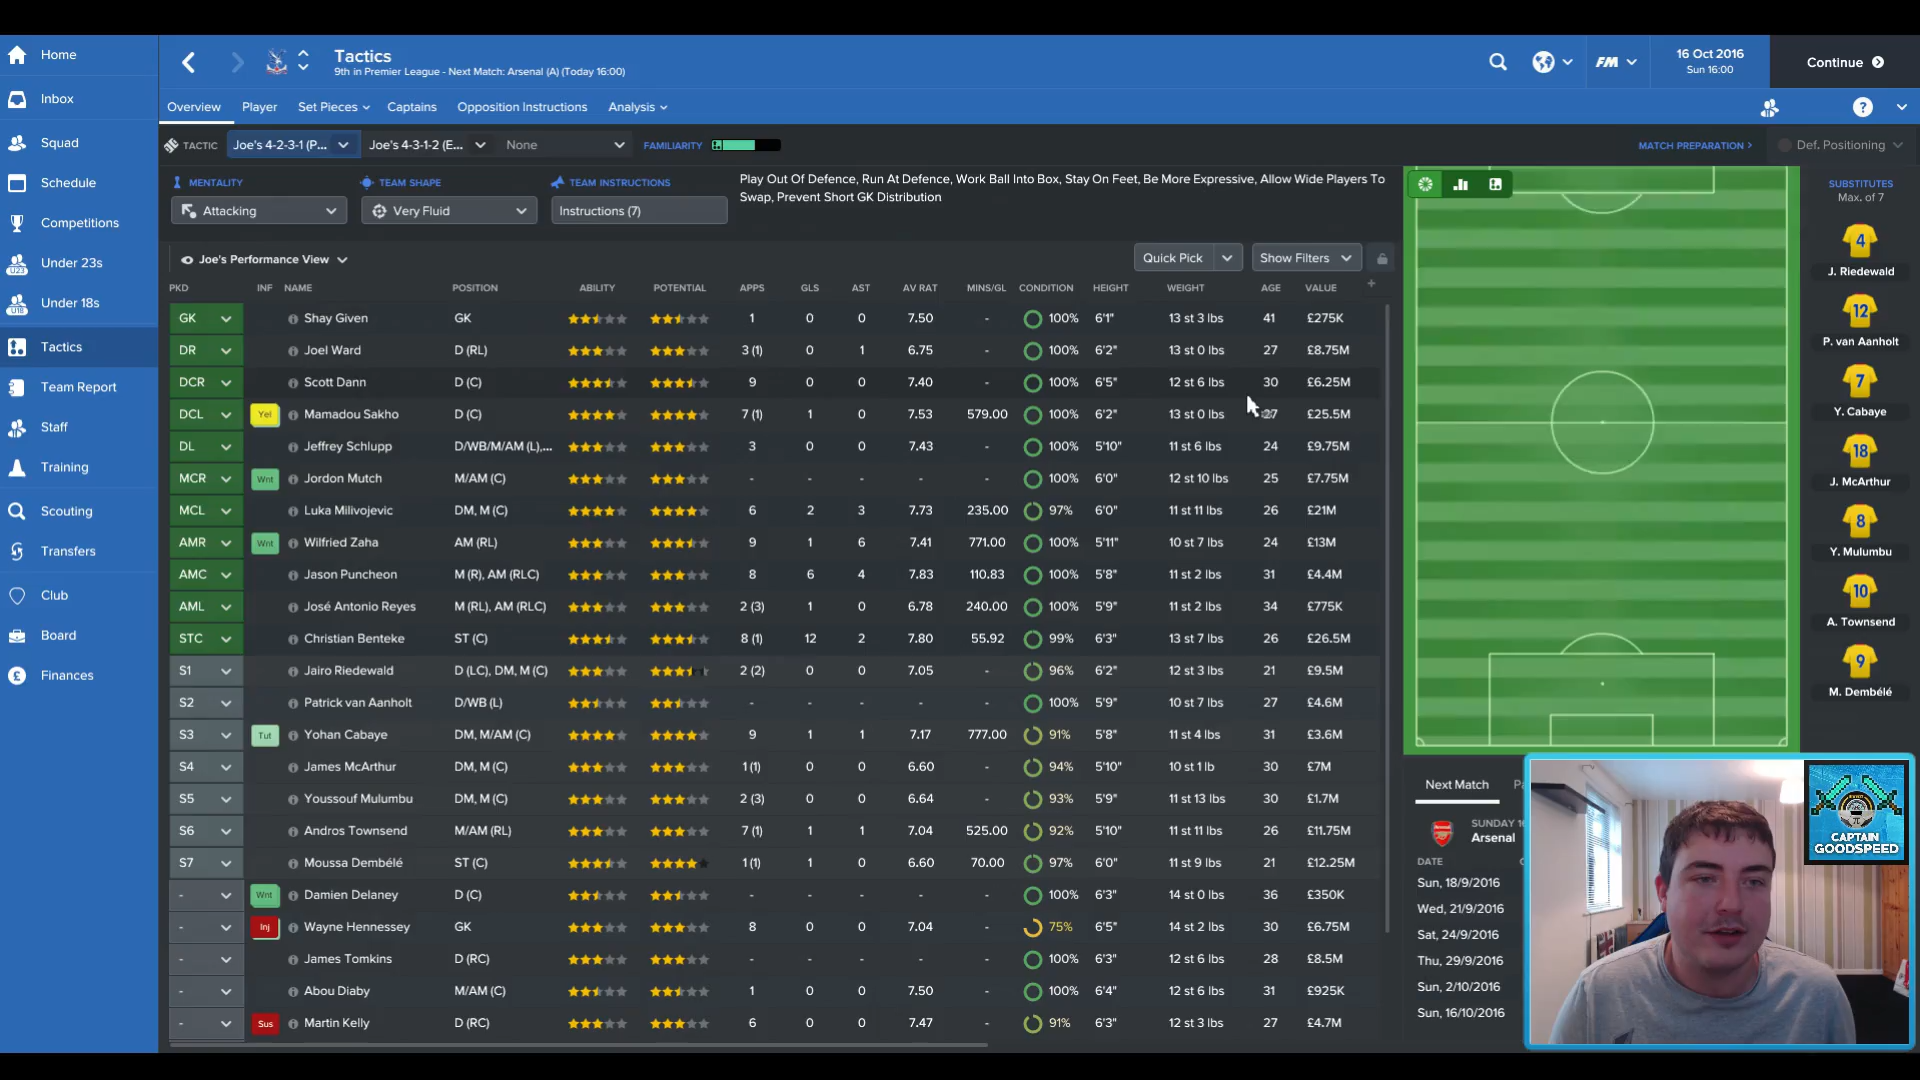 Home
Inbox
Squad
Schedule
Competitions
Under 23s
Under 18s
Tactics
Team Report
Staff
Training
Scouting
Transfers
Club
Board
Finances
Tactics
9th in Premier League - Next Match: Arsenal (A) (Today 16:00)
FM
16 Oct 2016
Sun 16:00
Continue
Overview Player Set Pieces Captains Opposition Instructions Analysis
TACTIC Joe's 4-2-3-1 (P... Joe's 4-3-1-2 (E... None FAMILIARITY
MATCH PREPARATION > Def. Positioning
MENTALITY TEAM SHAPE TEAM INSTRUCTIONS
Attacking Very Fluid Instructions (7)
Play Out Of Defence, Run At Defence, Work Ball Into Box, Stay On Feet, Be More Expressive, Allow Wide Players To
Swap, Prevent Short GK Distribution
Joe's Performance View Quick Pick Show Filters
PKD INF NAME POSITION ABILITY POTENTIAL APPS GLS AST AV RAT MINS/GL CONDITION HEIGHT WEIGHT AGE VALUE
GK Shay Given GK 1 0 0 7.50 - 100% 6'1" 13 st 3 lbs 41 £275K
DR Joel Ward D (RL) 3 (1) 0 1 6.75 - 100% 6'2" 13 st 0 lbs 27 £8.75M
DCR Scott Dann D (C) 9 0 0 7.40 - 100% 6'5" 12 st 6 lbs 30 £6.25M
DCL Yel Mamadou Sakho D (C) 7 (1) 1 0 7.53 579.00 100% 6'2" 13 st 0 lbs 27 £25.5M
DL Jeffrey Schlupp D/WB/M/AM (L),... 3 0 0 7.43 - 100% 5'10" 11 st 6 lbs 24 £9.75M
MCR Wnt Jordon Mutch M/AM (C) - - - - - 100% 6'0" 12 st 10 lbs 25 £7.75M
MCL Luka Milivojevic DM, M (C) 6 2 3 7.73 235.00 97% 6'0" 11 st 11 lbs 26 £21M
AMR Wnt Wilfried Zaha AM (RL) 9 1 6 7.41 771.00 100% 5'11" 10 st 7 lbs 24 £13M
AMC Jason Puncheon M (R), AM (RLC) 8 6 4 7.83 110.83 100% 5'8" 11 st 2 lbs 31 £4.4M
AML José Antonio Reyes M (RL), AM (RLC) 2 (3) 1 0 6.78 240.00 100% 5'9" 11 st 2 lbs 34 £775K
STC Christian Benteke ST (C) 8 (1) 12 2 7.80 55.92 99% 6'3" 13 st 7 lbs 26 £26.5M
S1 Jairo Riedewald D (LC), DM, M (C) 2 (2) 0 0 7.05 - 96% 6'2" 12 st 3 lbs 21 £9.5M
S2 Patrick van Aanholt D/WB (L) - - - - - 100% 5'9" 10 st 7 lbs 27 £4.6M
S3 Tut Yohan Cabaye DM, M/AM (C) 9 1 1 7.17 777.00 91% 5'8" 11 st 4 lbs 31 £3.6M
S4 James McArthur DM, M (C) 1 (1) 0 0 6.60 - 94% 5'10" 10 st 1 lb 30 £7M
S5 Youssouf Mulumbu DM, M (C) 2 (3) 0 0 6.64 - 93% 5'9" 11 st 13 lbs 30 £1.7M
S6 Andros Townsend M/AM (RL) 7 (1) 1 1 7.04 525.00 92% 5'10" 11 st 11 lbs 26 £11.75M
S7 Moussa Dembélé ST (C) 1 (1) 1 0 6.60 70.00 97% 6'0" 11 st 9 lbs 21 £12.25M
- Wnt Damien Delaney D (C) - - - - - 100% 6'3" 14 st 0 lbs 36 £350K
- Inj Wayne Hennessey GK 8 0 0 7.04 - 75% 6'5" 14 st 2 lbs 30 £6.75M
- James Tomkins D (RC) - - - - - 100% 6'3" 12 st 6 lbs 28 £8.5M
- Abou Diaby M/AM (C) 1 0 0 7.50 - 100% 6'4" 12 st 6 lbs 31 £925K
- Sus Martin Kelly D (RC) 6 0 0 7.47 - 91% 6'3" 12 st 3 lbs 27 £4.7M
SUBSTITUTES
Max. of 7
4
J. Riedewald
12
P. van Aanholt
7
Y. Cabaye
18
J. McArthur
8
Y. Mulumbu
10
A. Townsend
9
M. Dembélé
Next Match
SUNDAY
Arsenal
DATE
Sun, 18/9/2016
Wed, 21/9/2016
Sat, 24/9/2016
Thu, 29/9/2016
Sun, 2/10/2016
Sun, 16/10/2016
CAPTAIN
GOODSPEED